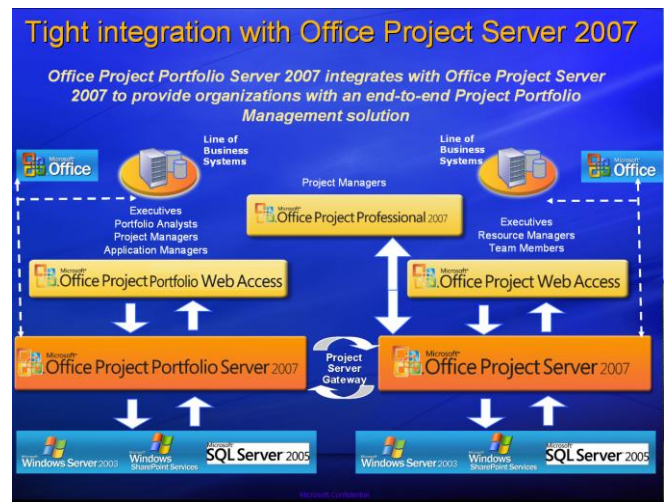 Tight integration with Office Project Server 2007
Office Project Portfolio Server 2007 integrates with Office Project Server
2007 to provide organizations with an end-to-end Project Portfolio
Management solution
Microsoft
Office
Line of
Business
Systems
Executives
Portfolio Analysts
Project Managers
Application Managers
Project Managers
Microsoft
Office Project Professional 2007
Line of
Business
Systems
Microsoft
Office
Executives
Resource Managers
Team Members
Microsoft
Office Project Portfolio Web Access
Microsoft
Office Project Web Access
Microsoft
Office Project Portfolio Server 2007
Project
Server
Gateway
Microsoft
Office Project Server 2007
Microsoft
Windows Server 2003
Microsoft
Windows
SharePoint Services
Microsoft
SQL Server 2005
Microsoft
Windows Server 2003
Microsoft
Windows
SharePoint Services
Microsoft
SQL Server 2005
Microsoft Confidential